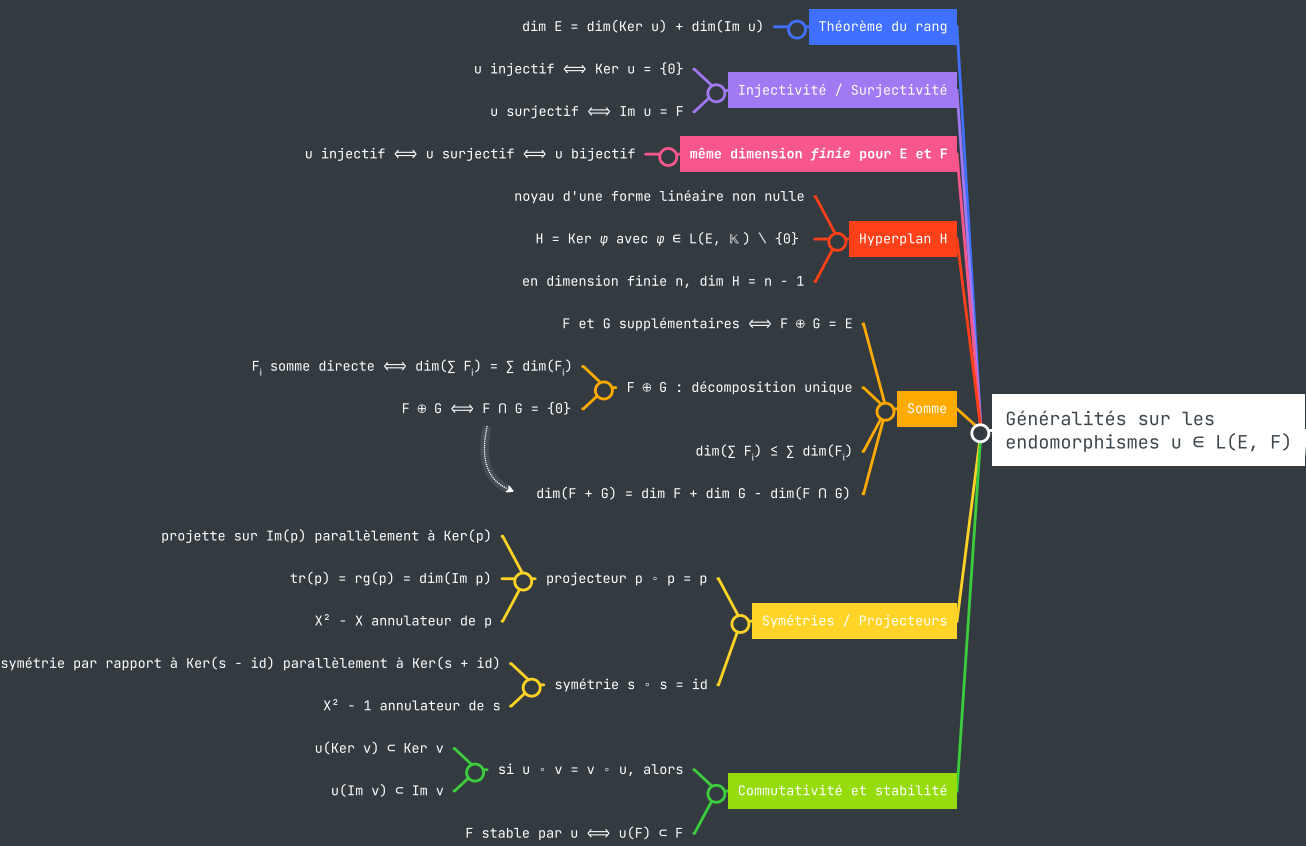 Généralités sur les
endomorphismes u ∈ L(E, F)
Théorème du rang
dim E = dim(Ker u) + dim(Im u)
Injectivité / Surjectivité
u injectif ⟺ Ker u = {0}
u surjectif ⟺ Im u = F
même dimension finie pour E et F
u injectif ⟺ u surjectif ⟺ u bijectif
Hyperplan H
noyau d'une forme linéaire non nulle
H = Ker φ avec φ ∈ L(E, 𝕂) \ {0}
en dimension finie n, dim H = n - 1
Somme
F et G supplémentaires ⟺ F ⊕ G = E
F ⊕ G : décomposition unique
Fᵢ somme directe ⟺ dim(∑ Fᵢ) = ∑ dim(Fᵢ)
F ⊕ G ⟺ F ∩ G = {0}
dim(∑ Fᵢ) ≤ ∑ dim(Fᵢ)
dim(F + G) = dim F + dim G - dim(F ∩ G)
Symétries / Projecteurs
projecteur p ∘ p = p
projette sur Im(p) parallèlement à Ker(p)
tr(p) = rg(p) = dim(Im p)
X² - X annulateur de p
symétrie s ∘ s = id
symétrie par rapport à Ker(s - id) parallèlement à Ker(s + id)
X² - 1 annulateur de s
Commutativité et stabilité
si u ∘ v = v ∘ u, alors
u(Ker v) ⊂ Ker v
u(Im v) ⊂ Im v
F stable par u ⟺ u(F) ⊂ F